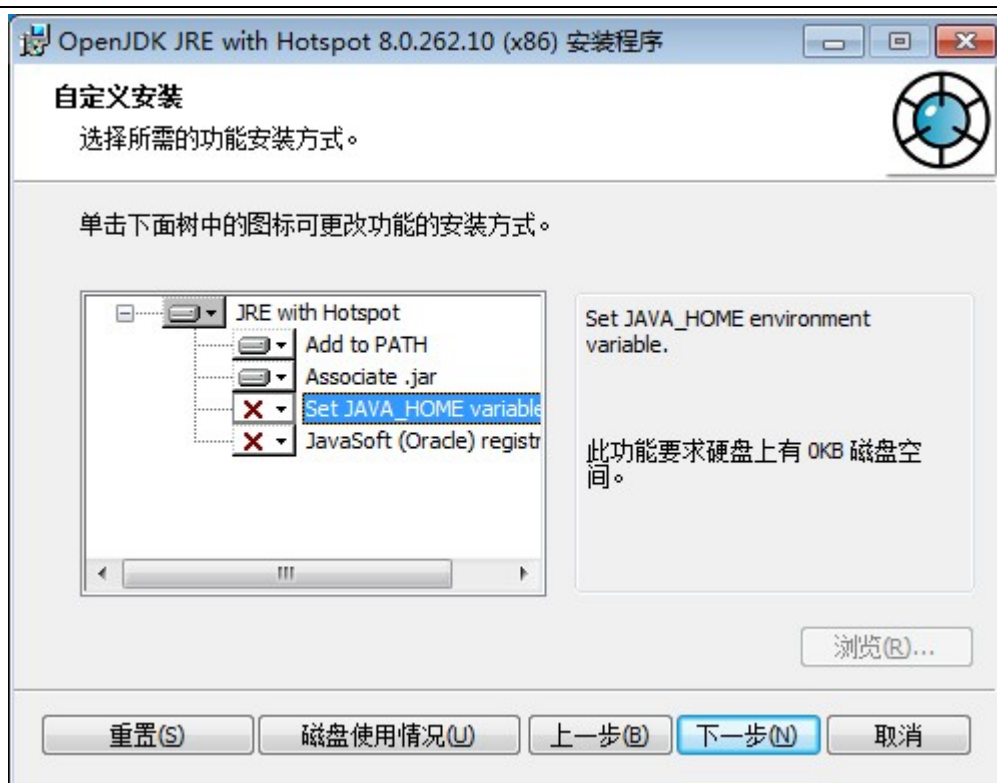 OpenJDK JRE with Hotspot 8.0.262.10 (x86) 安装程序
自定义安装
选择所需的功能安装方式。
单击下面树中的图标可更改功能的安装方式。
JRE with Hotspot
Add to PATH
Associate .jar
Set JAVA_HOME variable
JavaSoft (Oracle) registr
Set JAVA_HOME environment
variable.
此功能要求硬盘上有 0KB 磁盘空
间。
浏览(R)...
重置(S)
磁盘使用情况(U)
上一步(B)
下一步(N)
取消